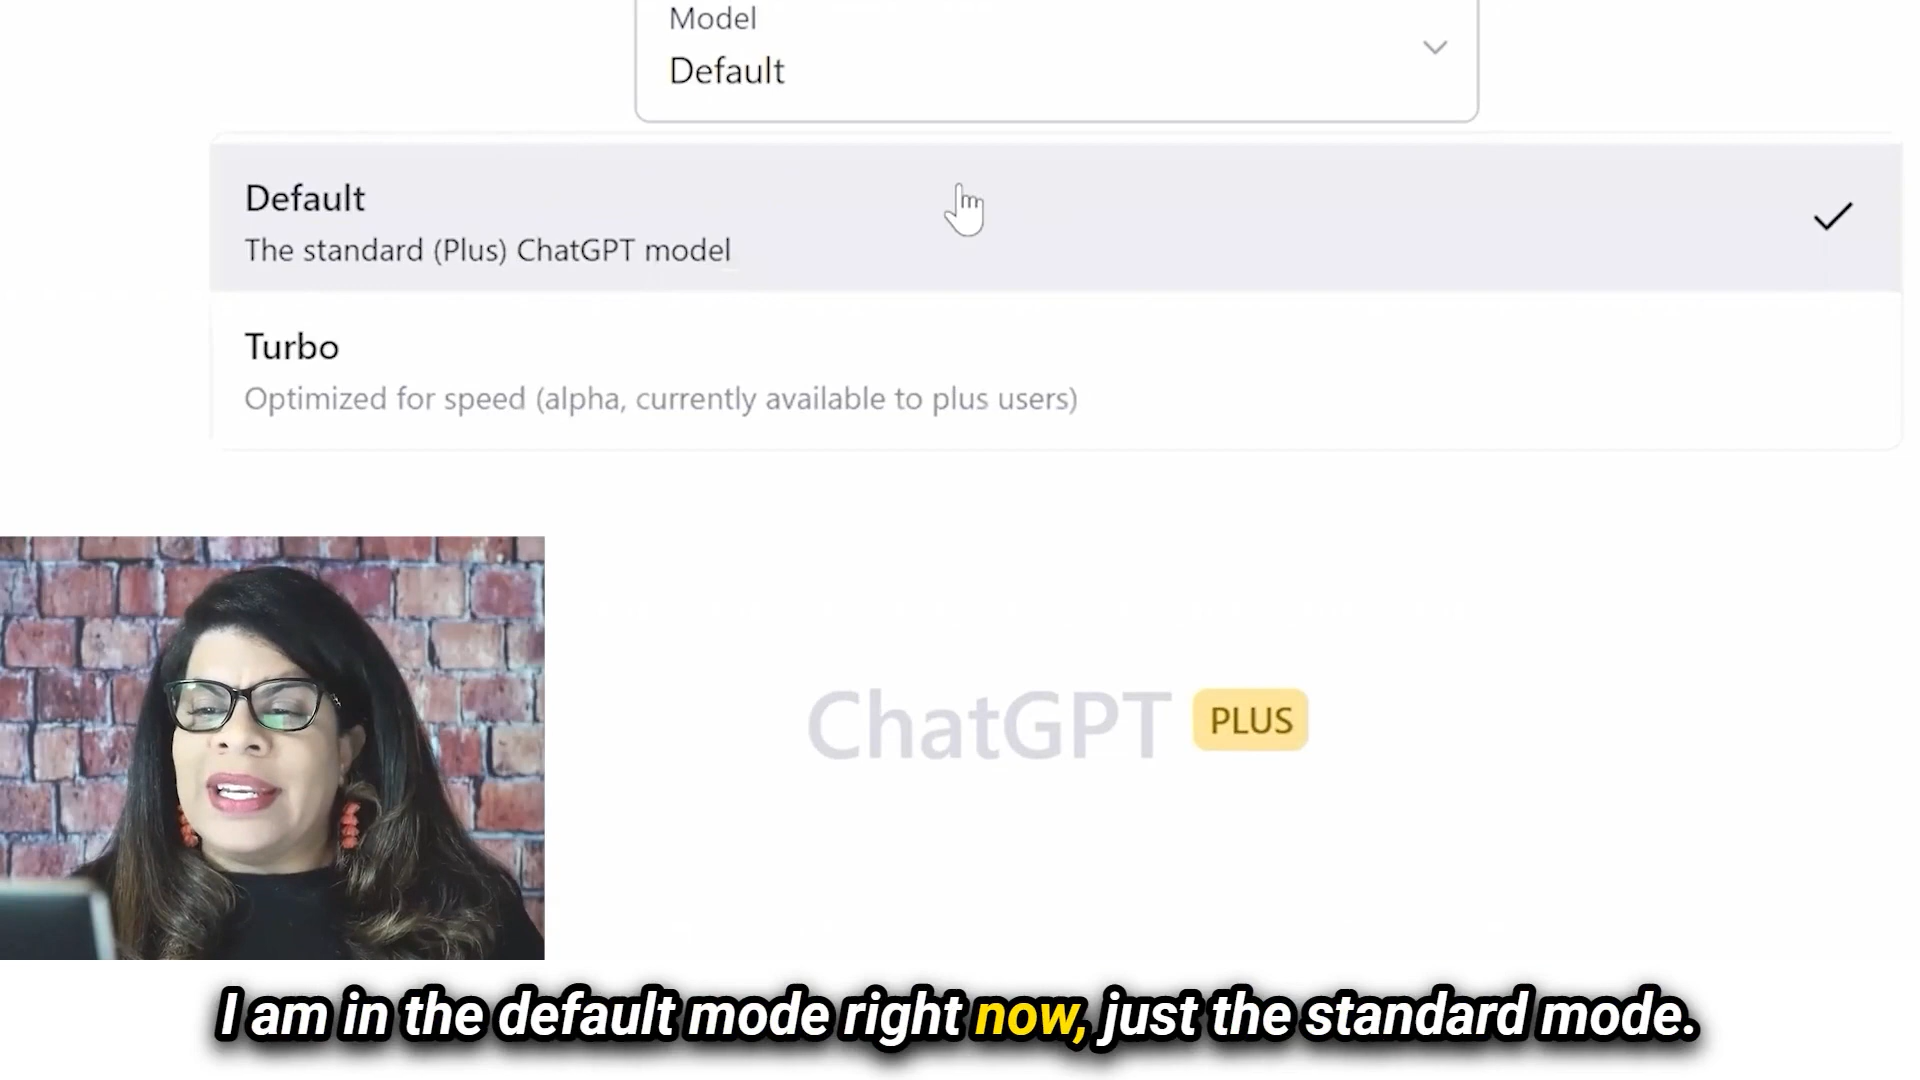 Model
Default
Default
The standard (Plus) ChatGPT model
Turbo
Optimized for speed (alpha, currently available to plus users)
ChatGPT PLUS
I am in the default mode right now, just the standard mode.